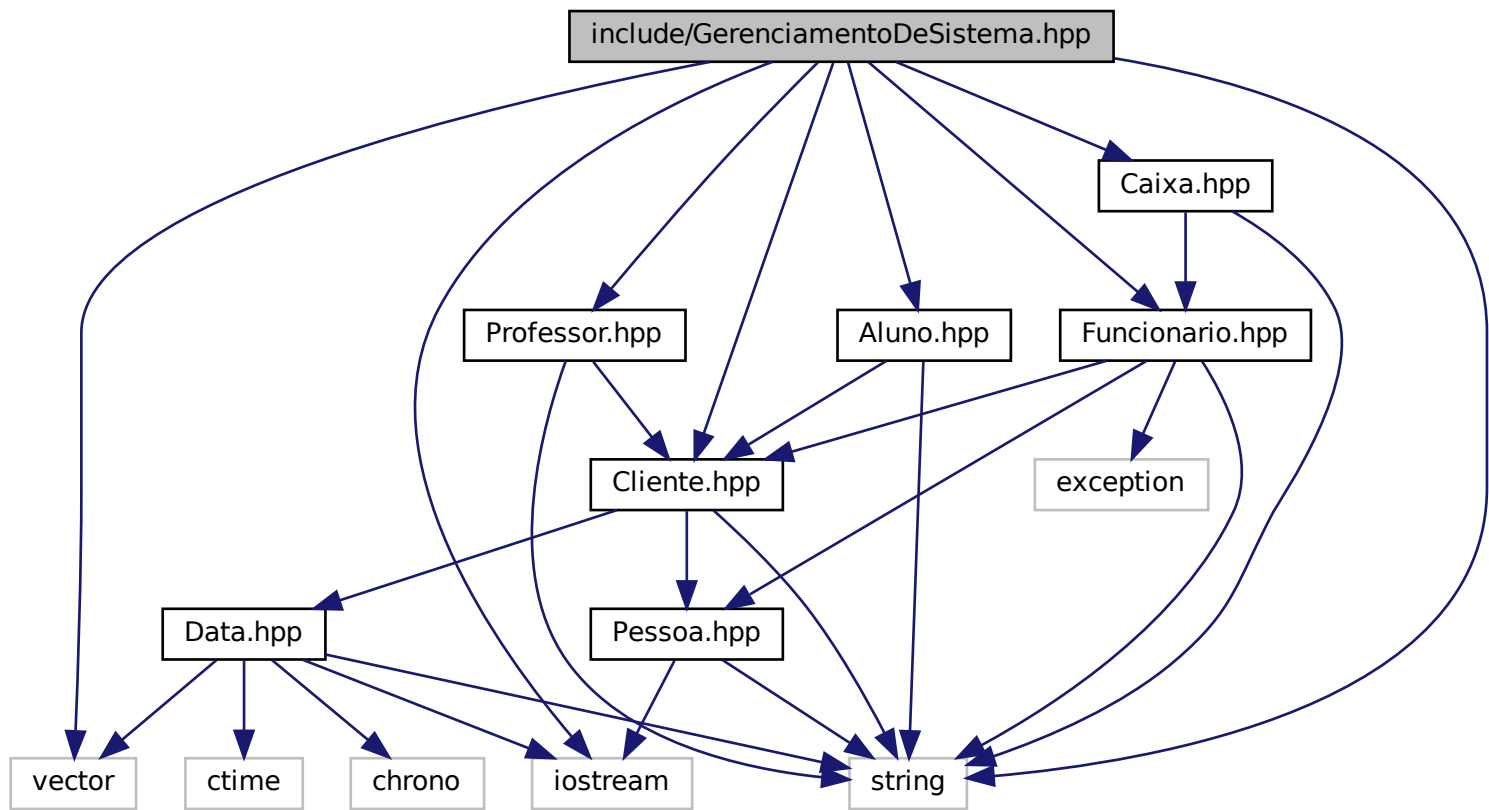 include/GerenciamentoDeSistema.hpp
Caixa.hpp
Professor.hpp
Aluno.hpp
Funcionario.hpp
Cliente.hpp
exception
Data.hpp
Pessoa.hpp
vector
ctime
chrono
iostream
string